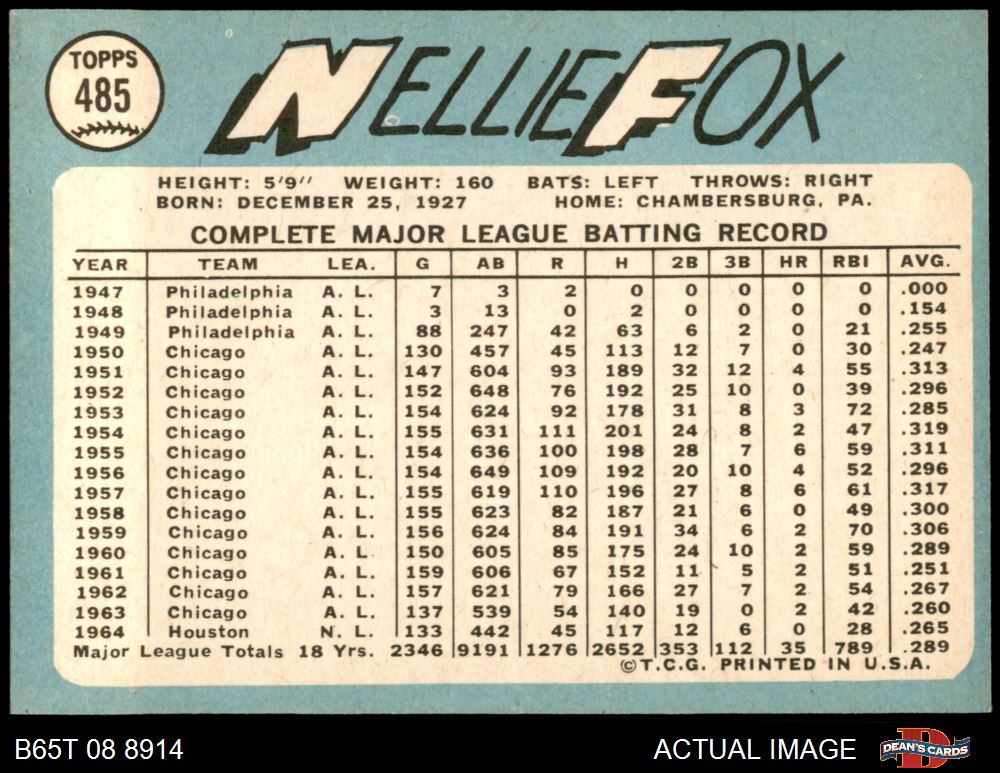 TOPPS
485
NELLIE FOX
HEIGHT: 5'9" WEIGHT: 160 BATS: LEFT THROWS: RIGHT
BORN: DECEMBER 25, 1927 HOME: CHAMBERSBURG, PA.
COMPLETE MAJOR LEAGUE BATTING RECORD
YEAR TEAM LEA. G AB R H 2B 3B HR RBI AVG.
1947 Philadelphia A. L. 7 3 2 0 0 0 0 0 .000
1948 Philadelphia A. L. 3 13 0 2 0 0 0 0 .154
1949 Philadelphia A. L. 88 247 42 63 6 2 0 21 .255
1950 Chicago A. L. 130 457 45 113 12 7 0 30 .247
1951 Chicago A. L. 147 604 93 189 32 12 4 55 .313
1952 Chicago A. L. 152 648 76 192 25 10 0 39 .296
1953 Chicago A. L. 154 624 92 178 31 8 3 72 .285
1954 Chicago A. L. 155 631 111 201 24 8 2 47 .319
1955 Chicago A. L. 154 636 100 198 28 7 6 59 .311
1956 Chicago A. L. 154 649 109 192 20 10 4 52 .296
1957 Chicago A. L. 155 619 110 196 27 8 6 61 .317
1958 Chicago A. L. 155 623 82 187 21 6 0 49 .300
1959 Chicago A. L. 156 624 84 191 34 6 2 70 .306
1960 Chicago A. L. 150 605 85 175 24 10 2 59 .289
1961 Chicago A. L. 159 606 67 152 11 5 2 51 .251
1962 Chicago A. L. 157 621 79 166 27 7 2 54 .267
1963 Chicago A. L. 137 539 54 140 19 0 2 42 .260
1964 Houston N. L. 133 442 45 117 12 6 0 28 .265
Major League Totals 18 Yrs. 2346 9191 1276 2652 353 112 35 789 .289
©T.C.G. PRINTED IN U.S.A.
B65T 08 8914 ACTUAL IMAGE DEAN'S CARDS